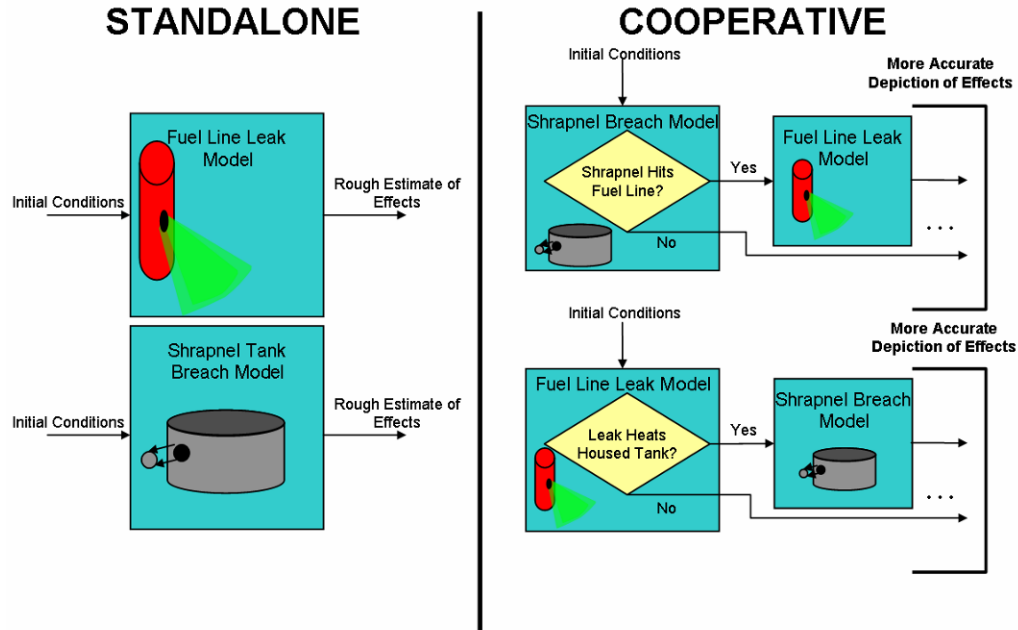 STANDALONE
Fuel Line Leak
Model
Initial Conditions
Rough Estimate of
Effects
Shrapnel Tank
Breach Model
Initial Conditions
Rough Estimate of
Effects
COOPERATIVE
Initial Conditions
More Accurate
Depiction of Effects
Shrapnel Breach Model
Shrapnel Hits
Fuel Line?
Yes
No
Fuel Line Leak
Model
. . .
Initial Conditions
More Accurate
Depiction of Effects
Fuel Line Leak Model
Leak Heats
Housed Tank?
Yes
No
Shrapnel Breach
Model
. . .